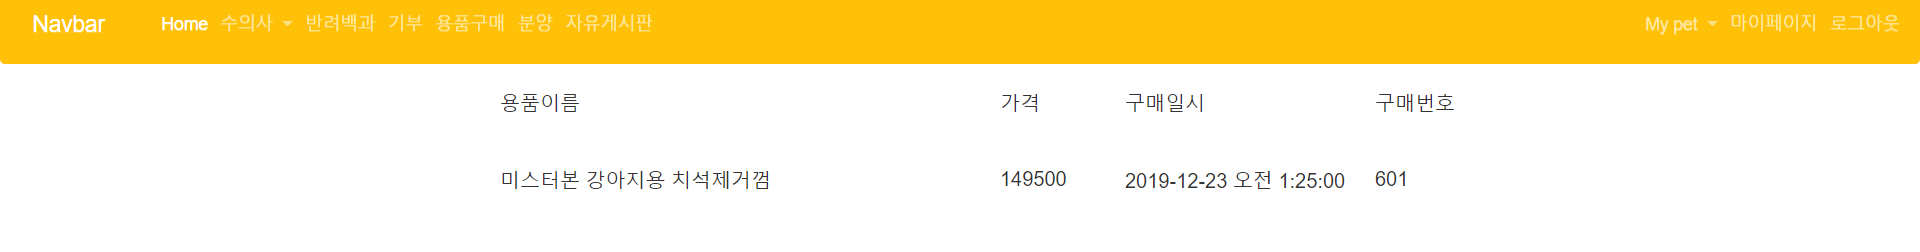 Navbar Home 수의사 반려백과 기부 용품구매 분양 자유게시판 My pet 마이페이지 로그아웃
용품이름 가격 구매일시 구매번호
미스터본 강아지용 치석제거껌 149500 2019-12-23 오전 1:25:00 601